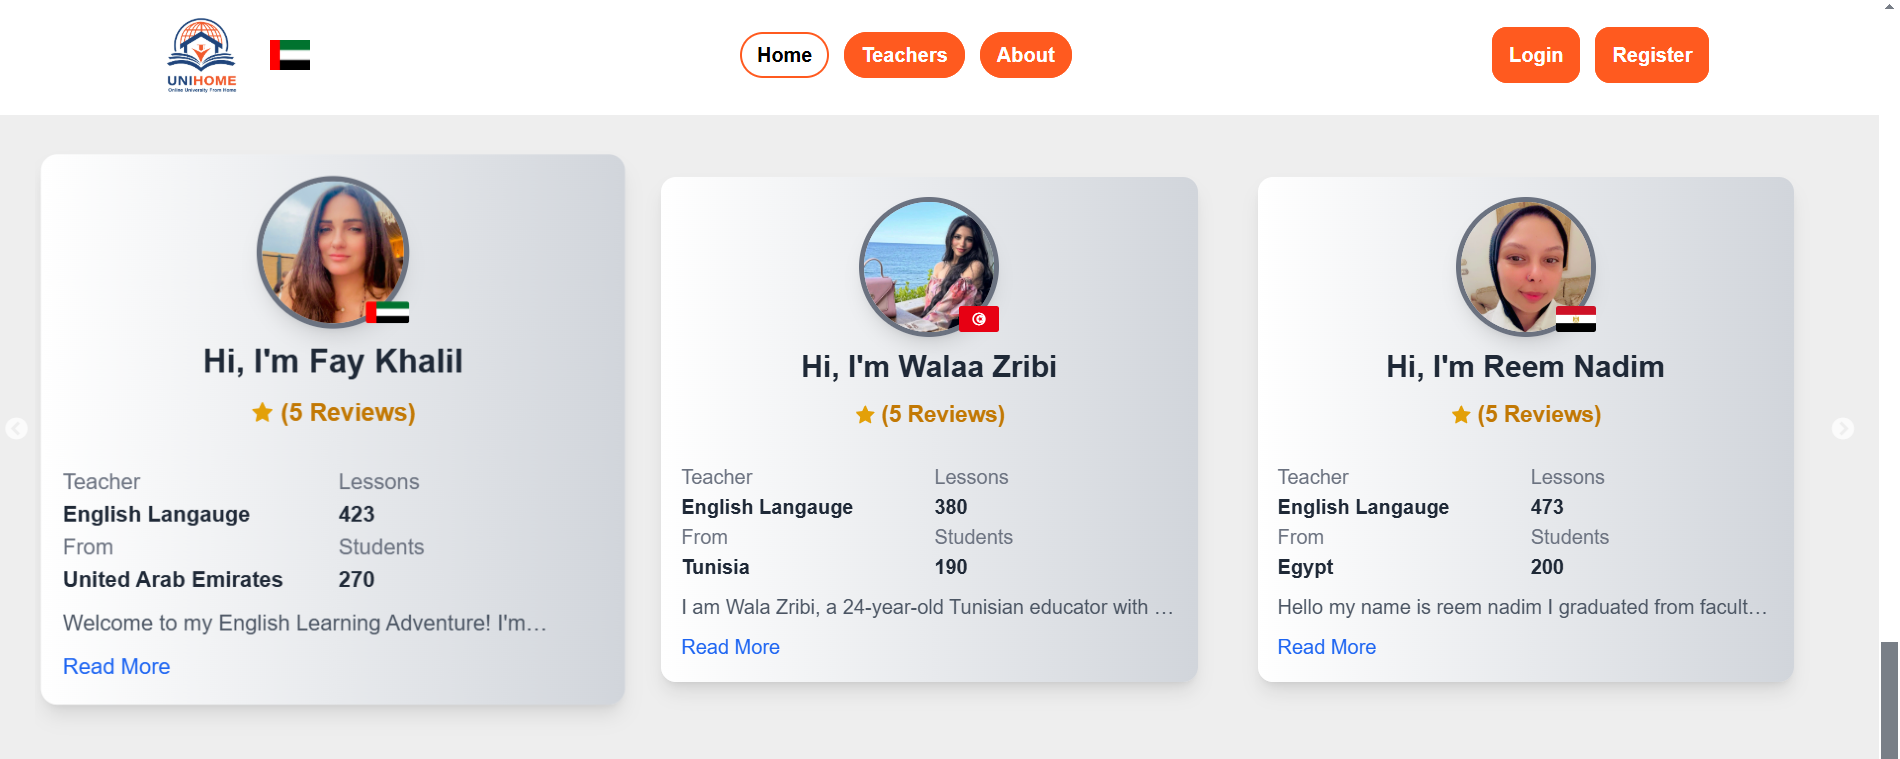 UNIHOME
Online University From Home
Home
Teachers
About
Login
Register
Hi, I'm Fay Khalil
(5 Reviews)
Teacher
Lessons
English Langauge
423
From
Students
United Arab Emirates
270
Welcome to my English Learning Adventure! I'm…
Read More
Hi, I'm Walaa Zribi
(5 Reviews)
Teacher
Lessons
English Langauge
380
From
Students
Tunisia
190
I am Wala Zribi, a 24-year-old Tunisian educator with …
Read More
Hi, I'm Reem Nadim
(5 Reviews)
Teacher
Lessons
English Langauge
473
From
Students
Egypt
200
Hello my name is reem nadim I graduated from facult…
Read More